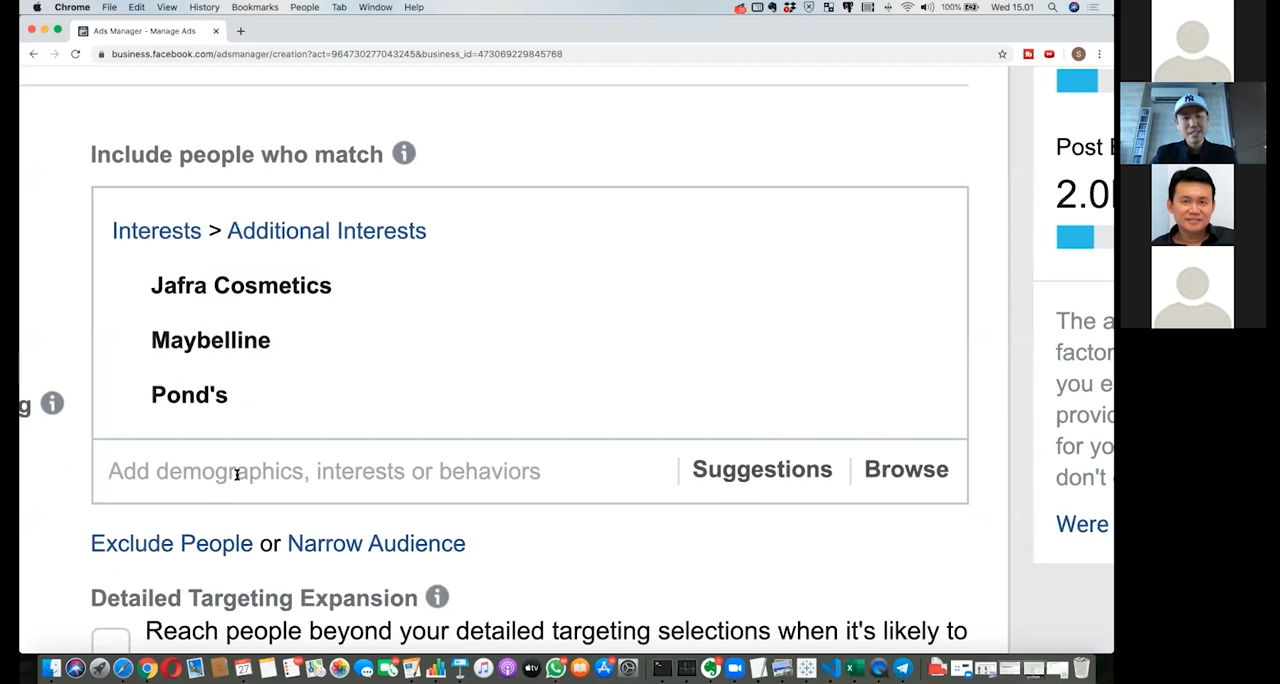 Chrome File Edit View History Bookmarks People Tab Window Help 100% Wed 15.01
Ads Manager - Manage Ads
business.facebook.com/adsmanager/creation?act=964730277043245&business_id=473069229845768
Include people who match
Interests > Additional Interests
Jafra Cosmetics
Maybelline
Pond's
g
Add demographics, interests or behaviors Suggestions Browse
Exclude People or Narrow Audience
Detailed Targeting Expansion
Reach people beyond your detailed targeting selections when it's likely to
Post E
2.0
The a
factor
you e
provic
for yo
don't
Were